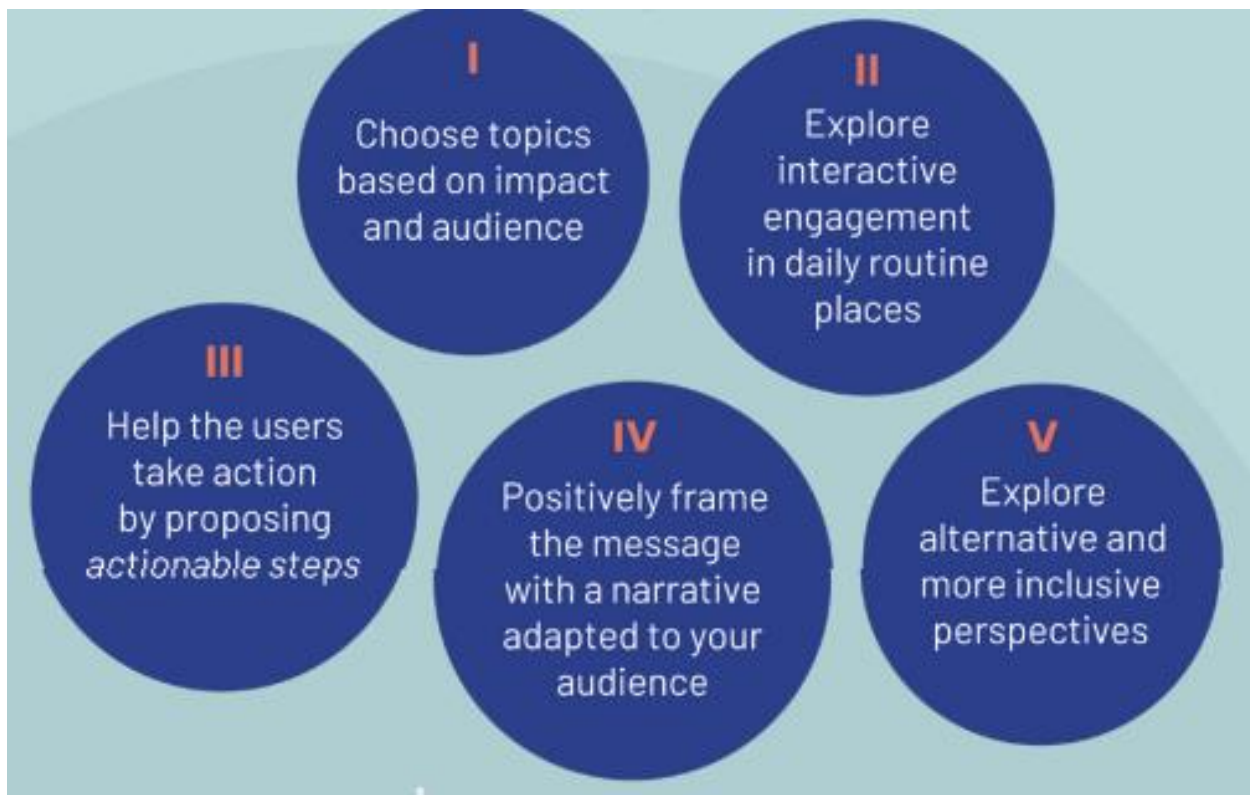 I
Choose topics
based on impact
and audience
II
Explore
interactive
engagement
in daily routine
places
III
Help the users
take action
by proposing
actionable steps
IV
Positively frame
the message
with a narrative
adapted to your
audience
V
Explore
alternative and
more inclusive
perspectives